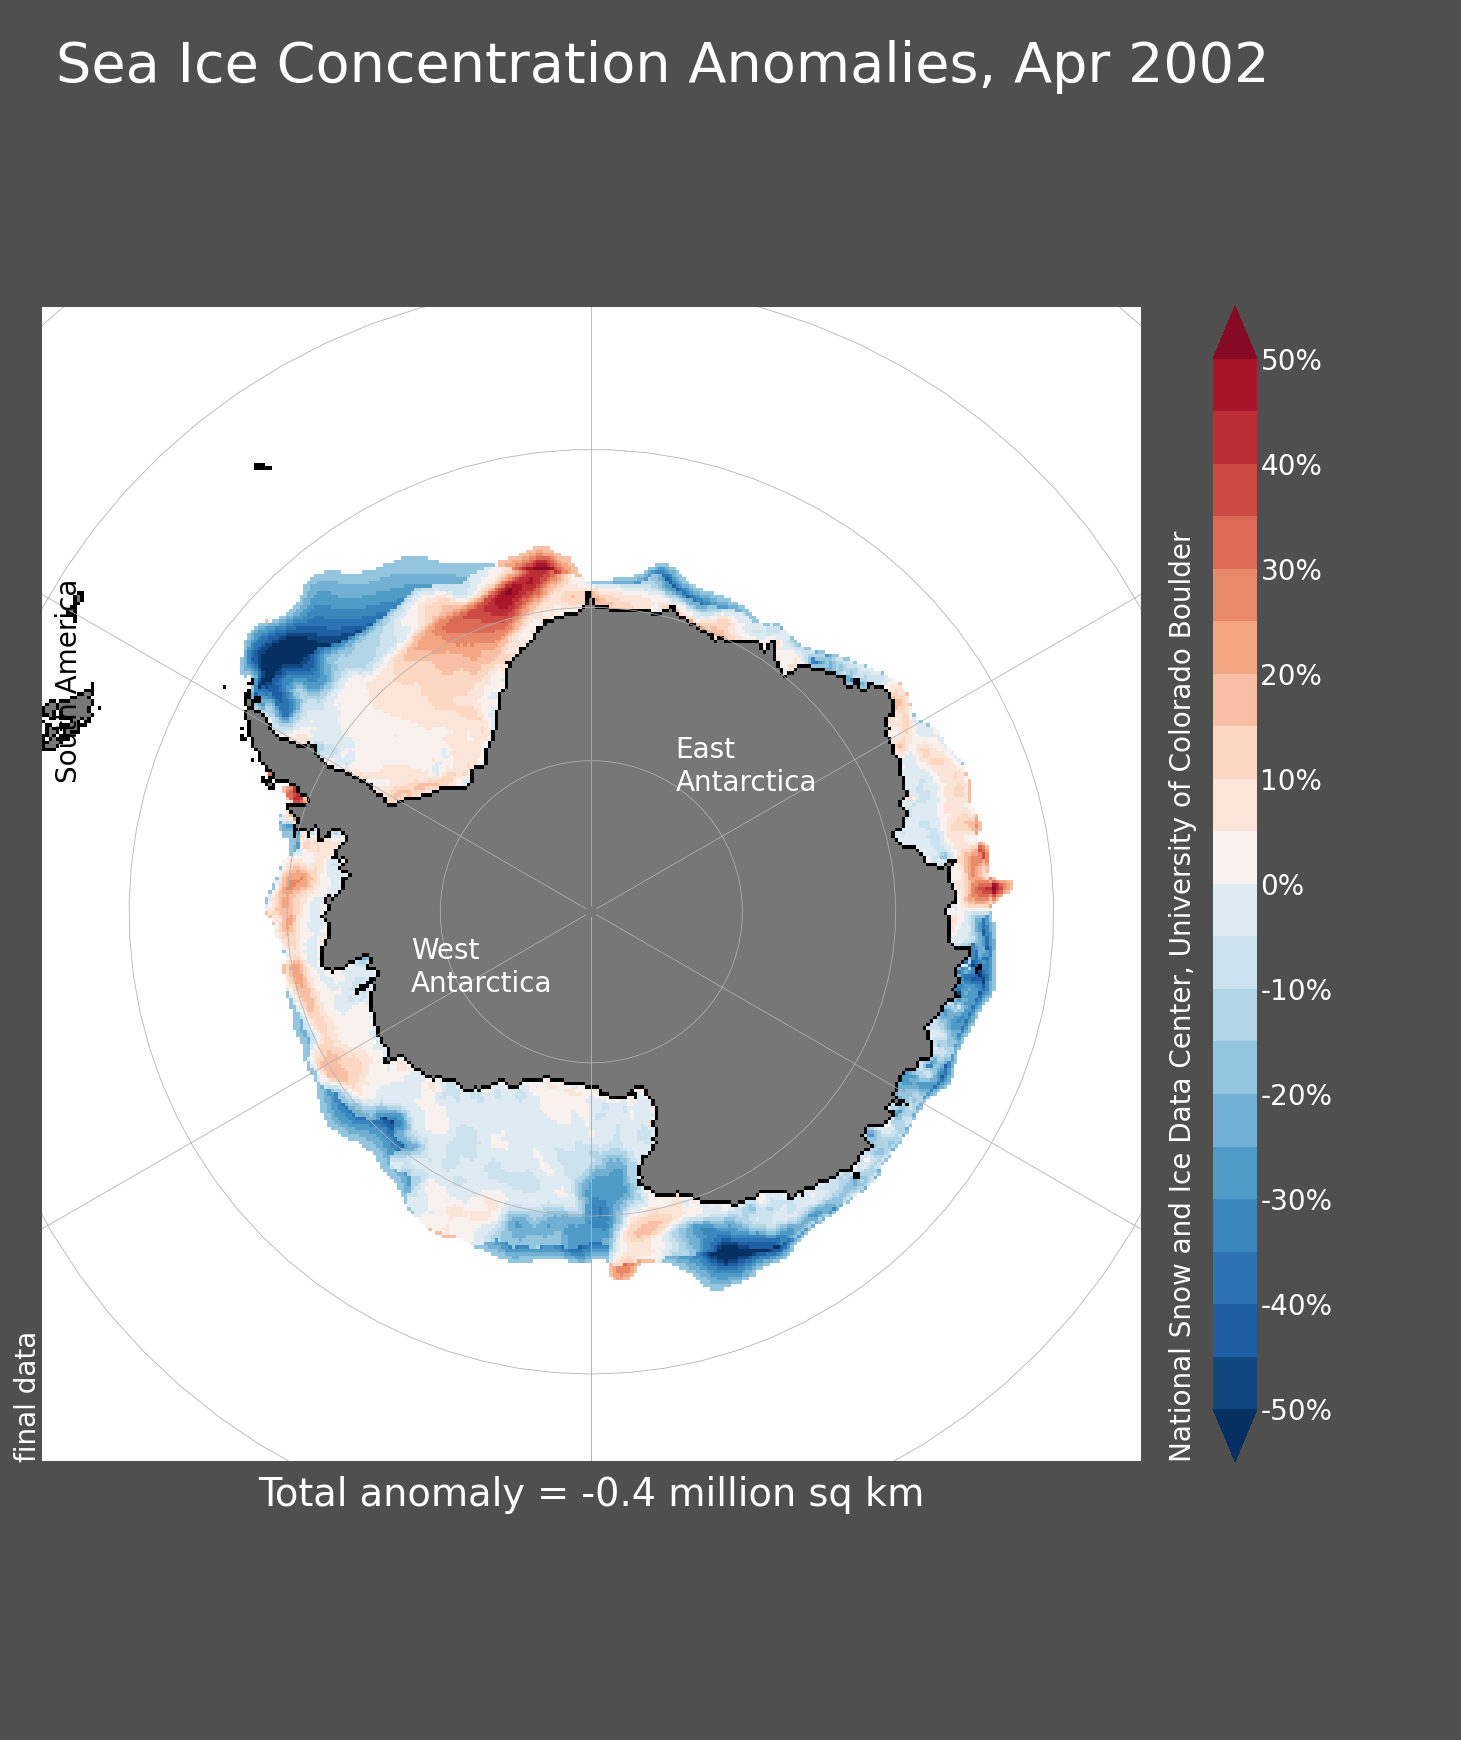 Sea Ice Concentration Anomalies, Apr 2002
South America
East
Antarctica
West
Antarctica
final data
National Snow and Ice Data Center, University of Colorado Boulder
50%
40%
30%
20%
10%
0%
-10%
-20%
-30%
-40%
-50%
Total anomaly = -0.4 million sq km